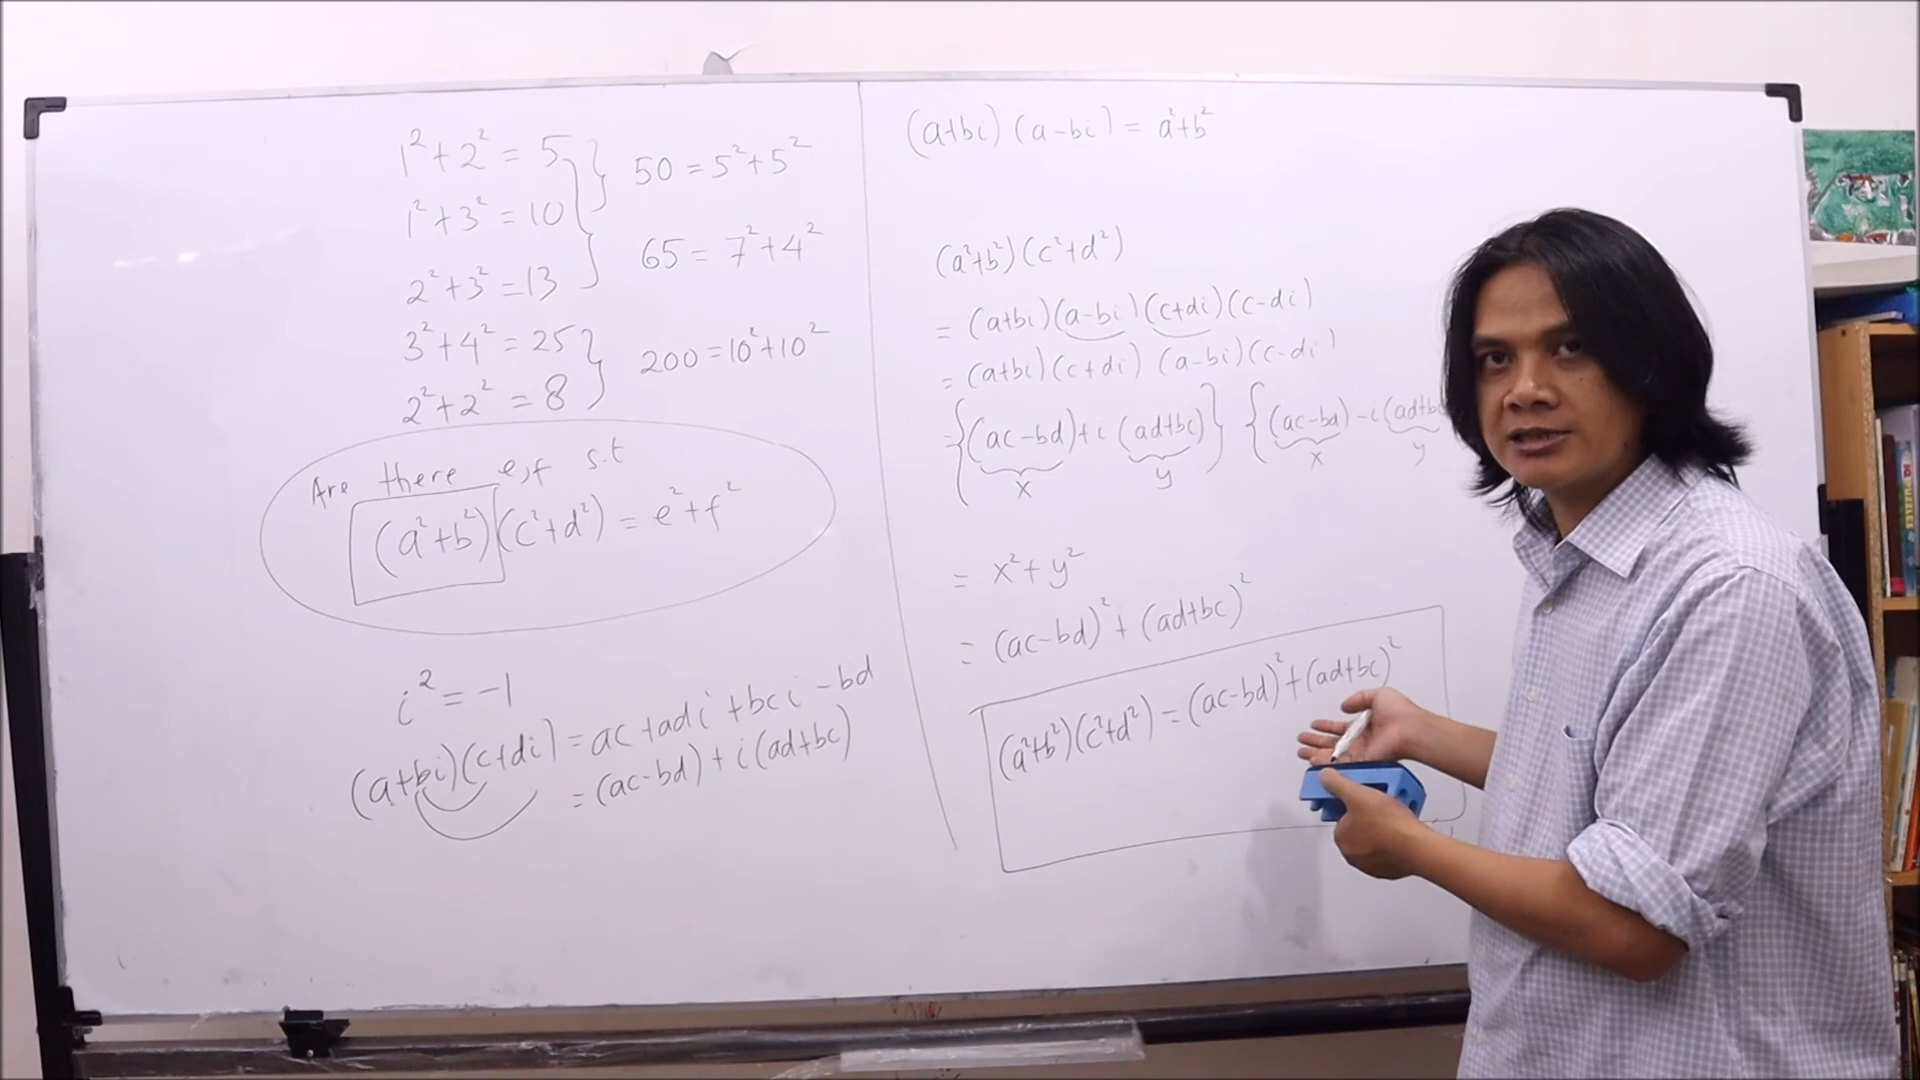 1² + 2² = 5
1² + 3² = 10
50 = 5² + 5²
2² + 3² = 13
65 = 7² + 4²
3² + 4² = 25
2² + 2² = 8
200 = 10² + 10²
Are there e,f s.t
(a²+b²)(c²+d²) = e²+f²
i² = -1
(a+bi)(c+di) = ac + adi + bci - bd
= (ac-bd) + i(ad+bc)
(a+bi)(a-bi) = a²+b²
(a²+b²)(c²+d²)
= (a+bi)(a-bi)(c+di)(c-di)
= (a+bi)(c+di)(a-bi)(c-di)
= {(ac-bd)+i(ad+bc)} {(ac-bd)-i(ad+bc
x y x y
= x² + y²
= (ac-bd)² + (ad+bc)²
(a²+b²)(c²+d²) = (ac-bd)² + (ad+bc)²